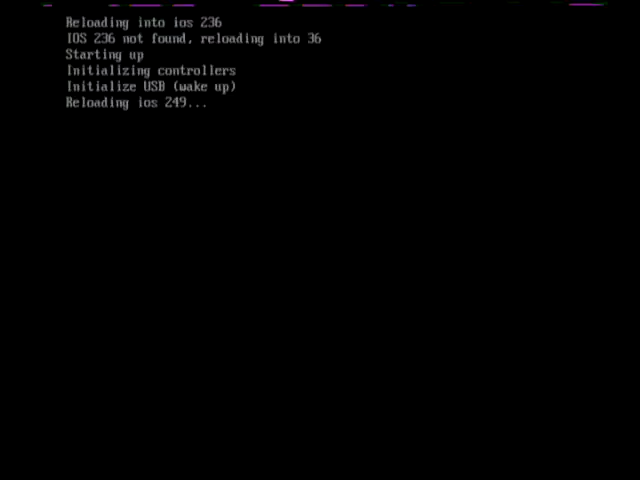 Reloading into ios 236
IOS 236 not found, reloading into 36
Starting up
Initializing controllers
Initialize USB (wake up)
Reloading ios 249...